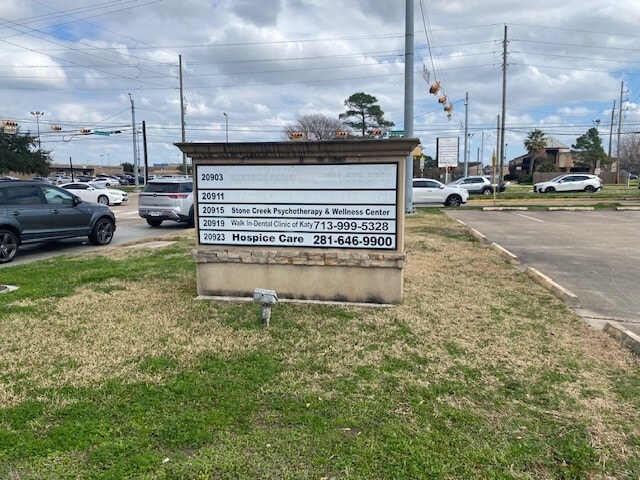 20903
20911
20915 Stone Creek Psychotherapy & Wellness Center
20919 Walk In-Dental Clinic of Katy 713-999-5328
20923 Hospice Care 281-646-9900